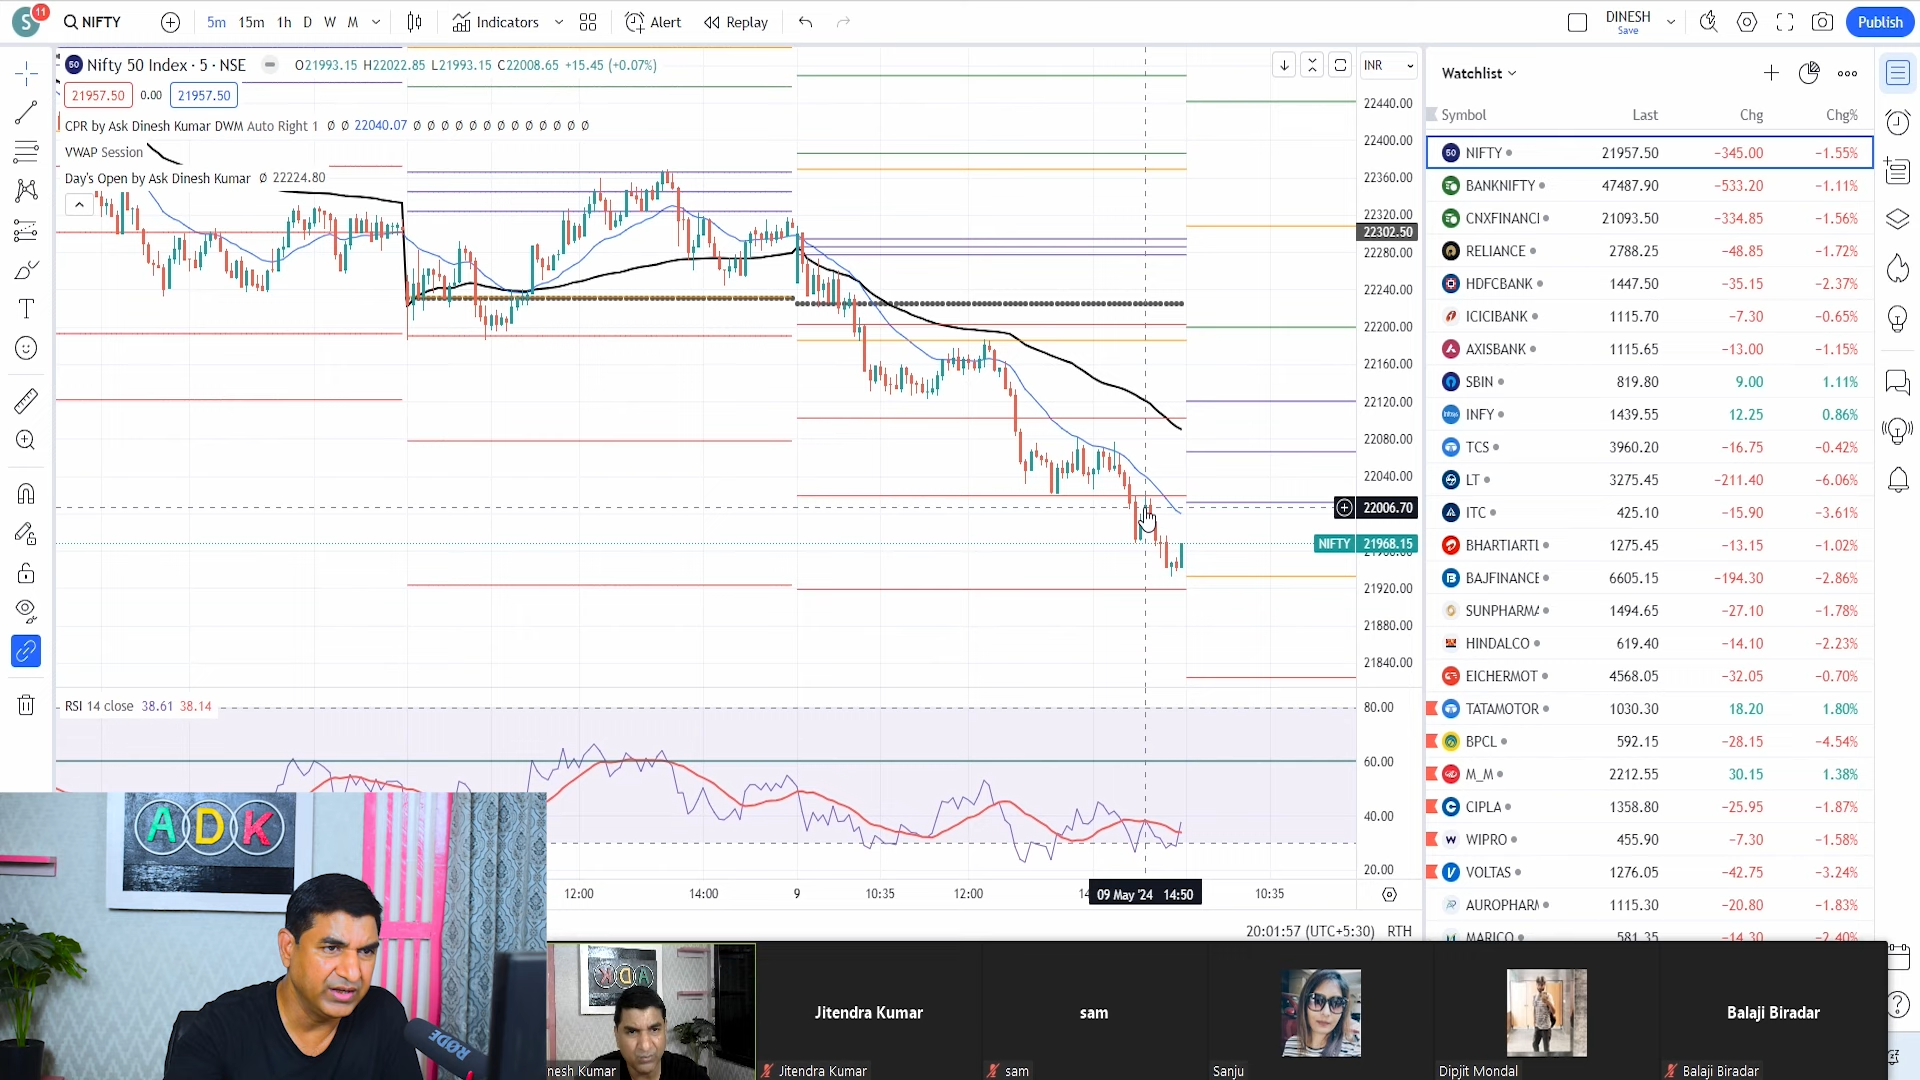 S 11 NIFTY 5m 15m 1h D W M Indicators Alert Replay DINESH Save Publish
50 Nifty 50 Index · 5 · NSE O21993.15 H22022.85 L21993.15 C22008.65 +15.45 (+0.07%) INR
21957.50 0.00 21957.50
CPR by Ask Dinesh Kumar DWM Auto Right 1 Ø Ø 22040.07 Ø Ø Ø Ø Ø Ø Ø Ø Ø Ø Ø Ø Ø
VWAP Session
Day's Open by Ask Dinesh Kumar Ø 22224.80
22440.00
22400.00
22360.00
22320.00
22302.50
22280.00
22240.00
22200.00
22160.00
22120.00
22080.00
22040.00
22006.70
NIFTY 21968.15
21960.00
21920.00
21880.00
21840.00
RSI 14 close 38.61 38.14
80.00
60.00
40.00
20.00
12:00 14:00 9 10:35 12:00 14 09 May '24 14:50 10:35
20:01:57 (UTC+5:30) RTH
Watchlist
Symbol Last Chg Chg%
50 NIFTY 21957.50 −345.00 −1.55%
BANKNIFTY 47487.90 −533.20 −1.11%
CNXFINANCI 21093.50 −334.85 −1.56%
RELIANCE 2788.25 −48.85 −1.72%
HDFCBANK 1447.50 −35.15 −2.37%
ICICIBANK 1115.70 −7.30 −0.65%
AXISBANK 1115.65 −13.00 −1.15%
SBIN 819.80 9.00 1.11%
INFY 1439.55 12.25 0.86%
TCS 3960.20 −16.75 −0.42%
LT 3275.45 −211.40 −6.06%
ITC 425.10 −15.90 −3.61%
BHARTIARTL 1275.45 −13.15 −1.02%
BAJFINANCE 6605.15 −194.30 −2.86%
SUNPHARMA 1494.65 −27.10 −1.78%
HINDALCO 619.40 −14.10 −2.23%
EICHERMOT 4568.05 −32.05 −0.70%
TATAMOTOR 1030.30 18.20 1.80%
BPCL 592.15 −28.15 −4.54%
M_M 2212.55 30.15 1.38%
CIPLA 1358.80 −25.95 −1.87%
WIPRO 455.90 −7.30 −1.58%
VOLTAS 1276.05 −42.75 −3.24%
AUROPHARM 1115.30 −20.80 −1.83%
MARICO 581.35 −14.30 −2.40%
ADK
RØDE
nesh Kumar
Jitendra Kumar
Jitendra Kumar
sam
sam
Sanju
Dipjit Mondal
Balaji Biradar
Balaji Biradar